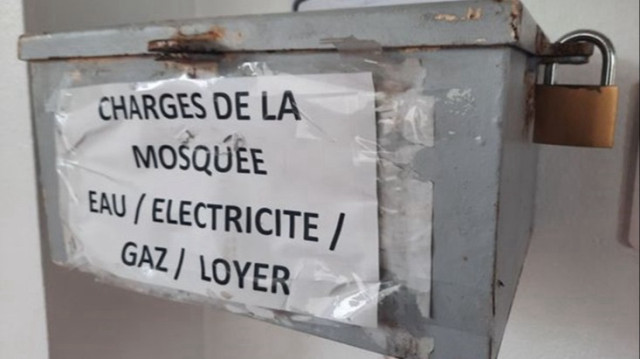 CHARGES DE LA
MOSQUEE
EAU / ELECTRICITE /
GAZ / LOYER